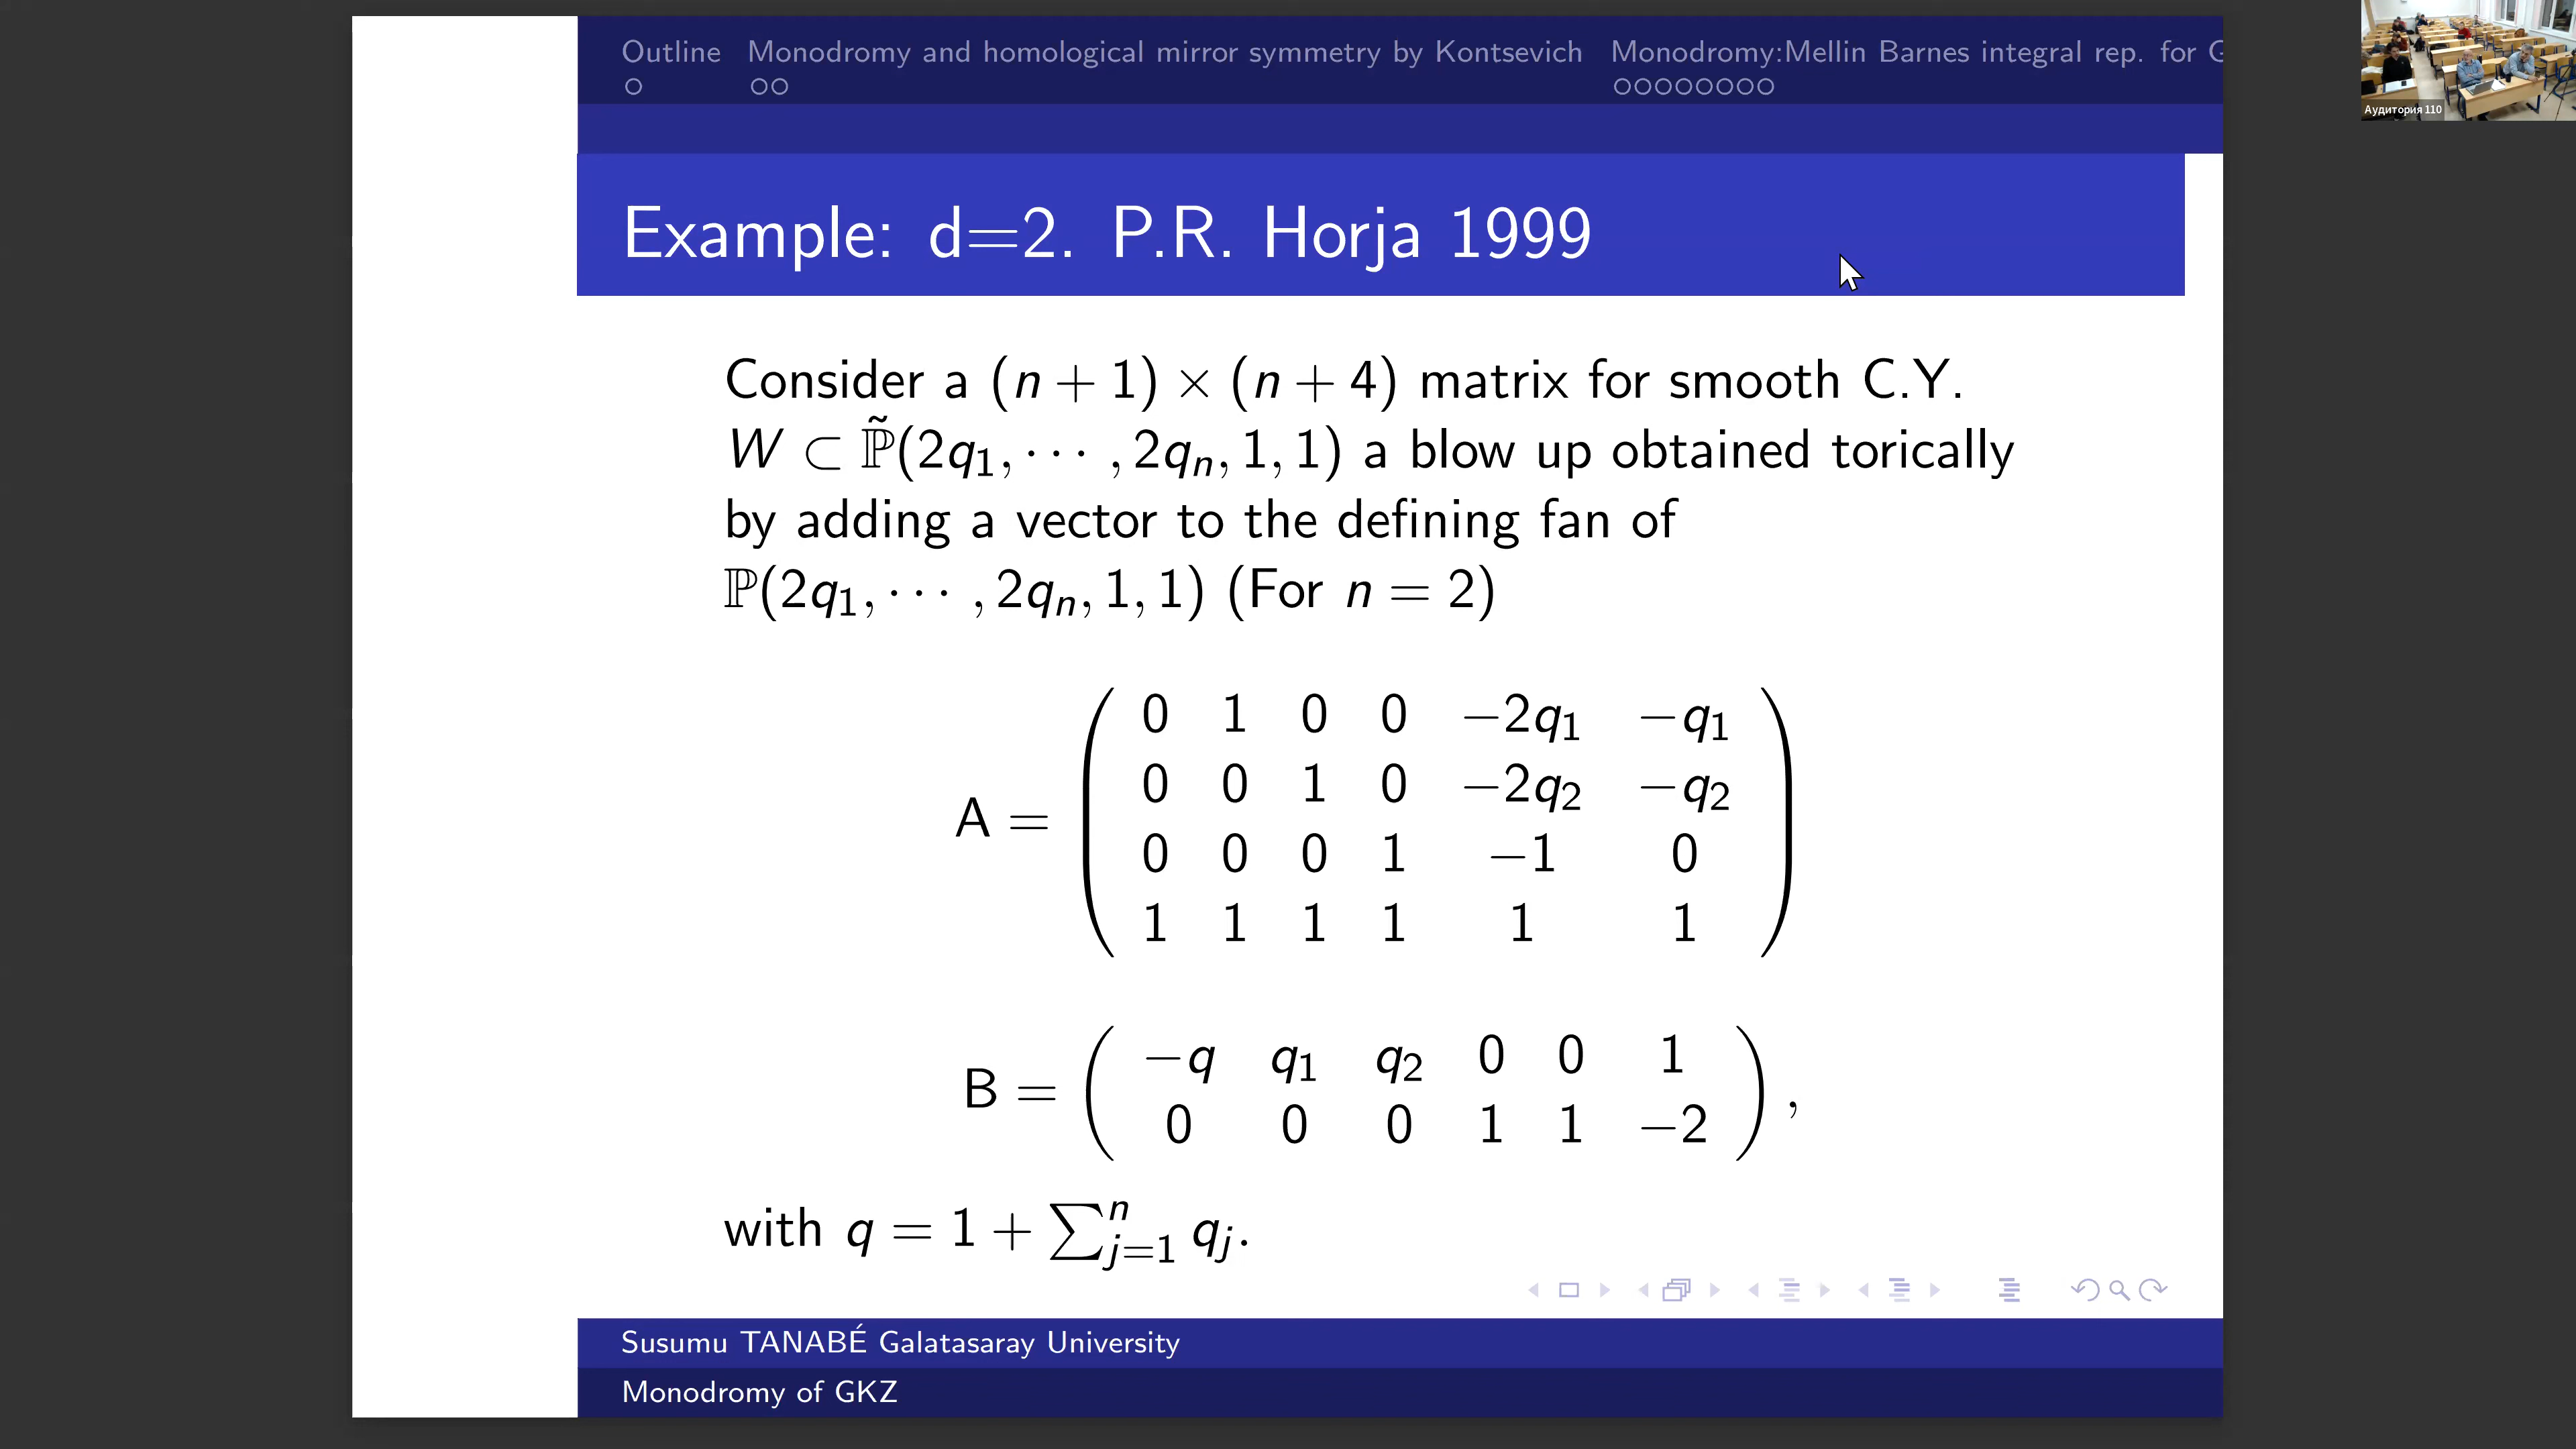 Outline Monodromy and homological mirror symmetry by Kontsevich Monodromy:Mellin Barnes integral rep. for G
Аудитория 110
Example: d=2. P.R. Horja 1999
Consider a (n + 1) × (n + 4) matrix for smooth C.Y.
W ⊂ ℙ̃(2q₁, ⋯ , 2qₙ, 1, 1) a blow up obtained torically
by adding a vector to the defining fan of
ℙ(2q₁, ⋯ , 2qₙ, 1, 1) (For n = 2)
A =
0 1 0 0 −2q₁ −q₁
0 0 1 0 −2q₂ −q₂
0 0 0 1 −1 0
1 1 1 1 1 1
B =
−q q₁ q₂ 0 0 1
0 0 0 1 1 −2
,
with q = 1 + ∑ⁿⱼ₌₁ qⱼ.
Susumu TANABÉ Galatasaray University
Monodromy of GKZ